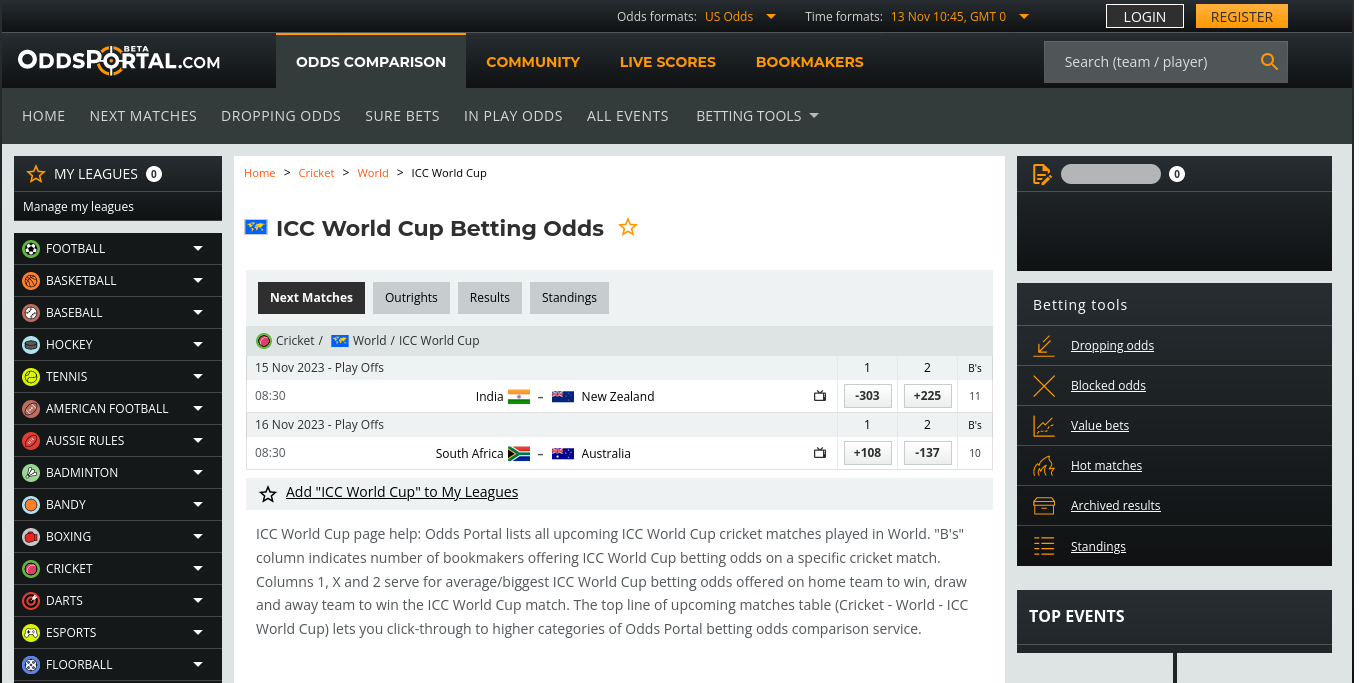 Odds formats: US Odds Time formats: 13 Nov 10:45, GMT 0 LOGIN REGISTER
ODDSPORTAL.COM BETA
ODDS COMPARISON COMMUNITY LIVE SCORES BOOKMAKERS Search (team / player)
HOME NEXT MATCHES DROPPING ODDS SURE BETS IN PLAY ODDS ALL EVENTS BETTING TOOLS
MY LEAGUES 0
Manage my leagues
FOOTBALL
BASKETBALL
BASEBALL
HOCKEY
TENNIS
AMERICAN FOOTBALL
AUSSIE RULES
BADMINTON
BANDY
BOXING
CRICKET
DARTS
ESPORTS
FLOORBALL
Home > Cricket > World > ICC World Cup
ICC World Cup Betting Odds
Next Matches Outrights Results Standings
Cricket / World / ICC World Cup
15 Nov 2023 - Play Offs 1 2 B's
08:30 India – New Zealand -303 +225 11
16 Nov 2023 - Play Offs 1 2 B's
08:30 South Africa – Australia +108 -137 10
Add "ICC World Cup" to My Leagues
ICC World Cup page help: Odds Portal lists all upcoming ICC World Cup cricket matches played in World. "B's"
column indicates number of bookmakers offering ICC World Cup betting odds on a specific cricket match.
Columns 1, X and 2 serve for average/biggest ICC World Cup betting odds offered on home team to win, draw
and away team to win the ICC World Cup match. The top line of upcoming matches table (Cricket - World - ICC
World Cup) lets you click-through to higher categories of Odds Portal betting odds comparison service.
0
Betting tools
Dropping odds
Blocked odds
Value bets
Hot matches
Archived results
Standings
TOP EVENTS